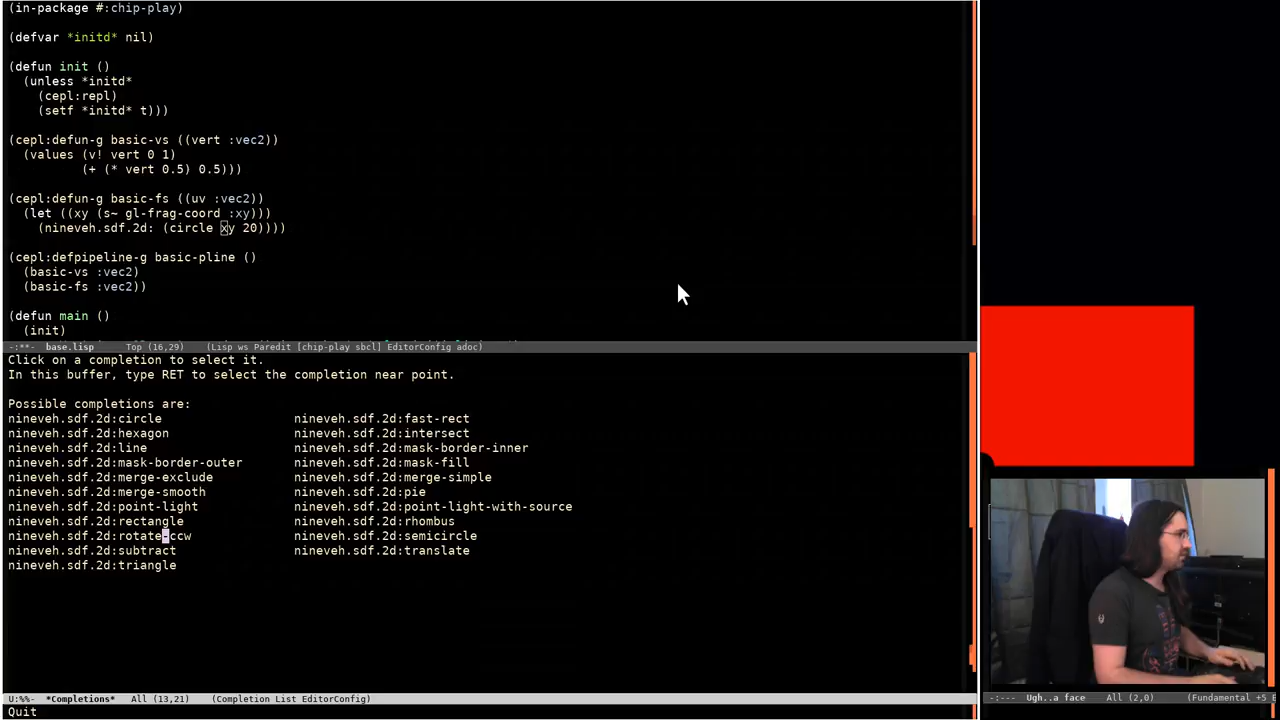 (in-package #:chip-play)
(defvar *initd* nil)
(defun init ()
(unless *initd*
(cepl:repl)
(setf *initd* t)))
(cepl:defun-g basic-vs ((vert :vec2))
(values (v! vert 0 1)
(+ (* vert 0.5) 0.5)))
(cepl:defun-g basic-fs ((uv :vec2))
(let ((xy (s~ gl-frag-coord :xy)))
(nineveh.sdf.2d: (circle xy 20))))
(cepl:defpipeline-g basic-pline ()
(basic-vs :vec2)
(basic-fs :vec2))
(defun main ()
(init)
-:**- base.lisp Top (16,29) (Lisp ws Paredit [chip-play sbcl] EditorConfig adoc)
Click on a completion to select it.
In this buffer, type RET to select the completion near point.
Possible completions are:
nineveh.sdf.2d:circle nineveh.sdf.2d:fast-rect
nineveh.sdf.2d:hexagon nineveh.sdf.2d:intersect
nineveh.sdf.2d:line nineveh.sdf.2d:mask-border-inner
nineveh.sdf.2d:mask-border-outer nineveh.sdf.2d:mask-fill
nineveh.sdf.2d:merge-exclude nineveh.sdf.2d:merge-simple
nineveh.sdf.2d:merge-smooth nineveh.sdf.2d:pie
nineveh.sdf.2d:point-light nineveh.sdf.2d:point-light-with-source
nineveh.sdf.2d:rectangle nineveh.sdf.2d:rhombus
nineveh.sdf.2d:rotate-ccw nineveh.sdf.2d:semicircle
nineveh.sdf.2d:subtract nineveh.sdf.2d:translate
nineveh.sdf.2d:triangle
U:%%- *Completions* All (13,21) (Completion List EditorConfig)
-:--- Ugh..a face All (2,0) (Fundamental +5 E
Quit